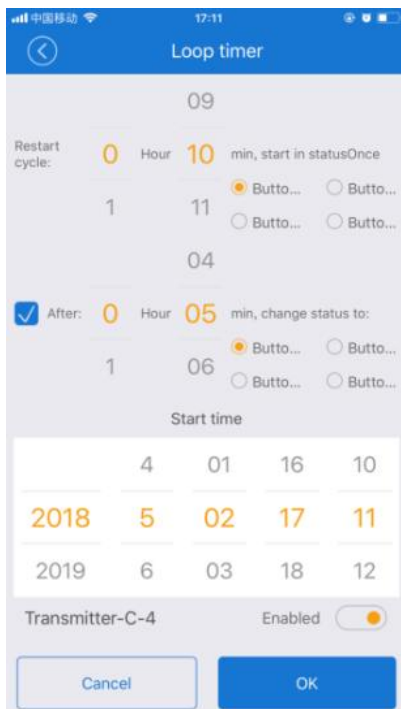 中国移动 17:11
Loop timer
09
Restart cycle: 0 Hour 10 min, start in statusOnce
Butto... Butto...
1 11
Butto... Butto...
04
After: 0 Hour 05 min, change status to:
Butto... Butto...
1 06
Butto... Butto...
Start time
4 01 16 10
2018 5 02 17 11
2019 6 03 18 12
Transmitter-C-4 Enabled
Cancel OK